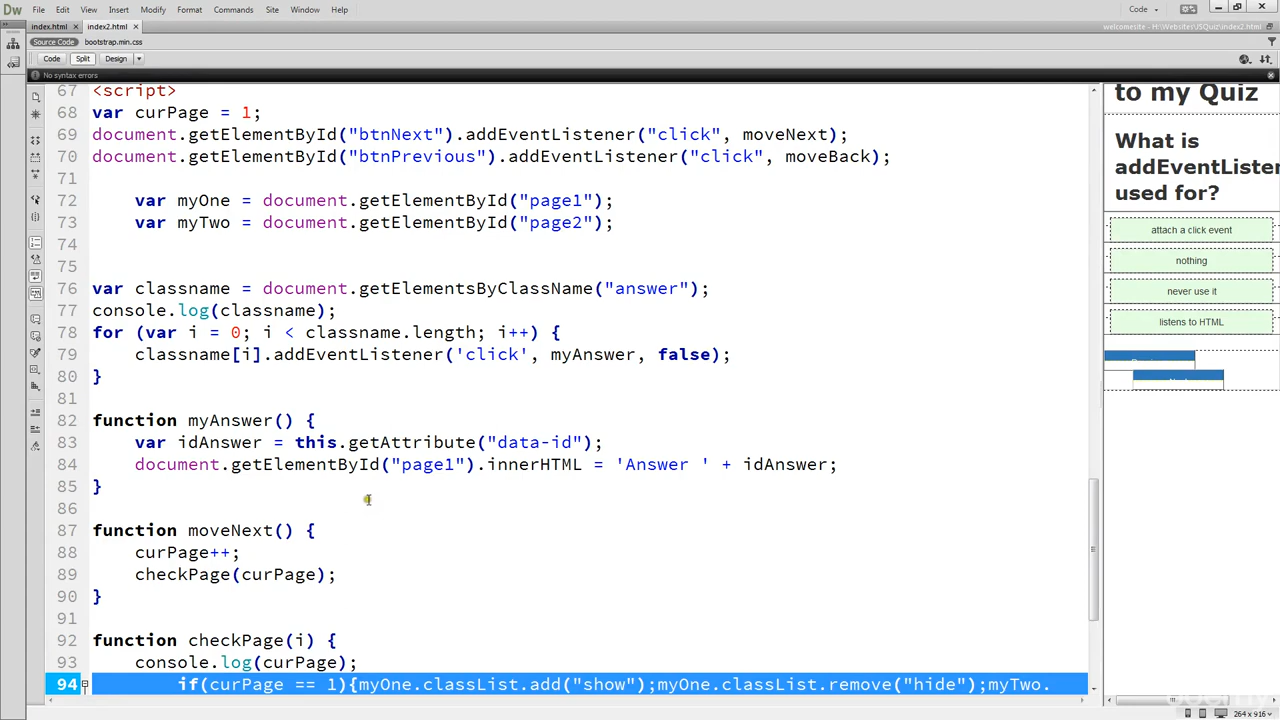 Dw File Edit View Insert Modify Format Commands Site Window Help Code
index.html × index2.html × welcomesite - H:\Websites\JSQuiz\index2.html
Source Code bootstrap.min.css
Code Split Design
No syntax errors
67 <script>
68 var curPage = 1;
69 document.getElementById("btnNext").addEventListener("click", moveNext);
70 document.getElementById("btnPrevious").addEventListener("click", moveBack);
71
72 var myOne = document.getElementById("page1");
73 var myTwo = document.getElementById("page2");
74
75
76 var classname = document.getElementsByClassName("answer");
77 console.log(classname);
78 for (var i = 0; i < classname.length; i++) {
79 classname[i].addEventListener('click', myAnswer, false);
80 }
81
82 function myAnswer() {
83 var idAnswer = this.getAttribute("data-id");
84 document.getElementById("page1").innerHTML = 'Answer ' + idAnswer;
85 }
86
87 function moveNext() {
88 curPage++;
89 checkPage(curPage);
90 }
91
92 function checkPage(i) {
93 console.log(curPage);
94 if(curPage == 1){myOne.classList.add("show");myOne.classList.remove("hide");myTwo.
to my Quiz
What is
addEventListen
used for?
attach a click event
nothing
never use it
listens to HTML
264 x 916